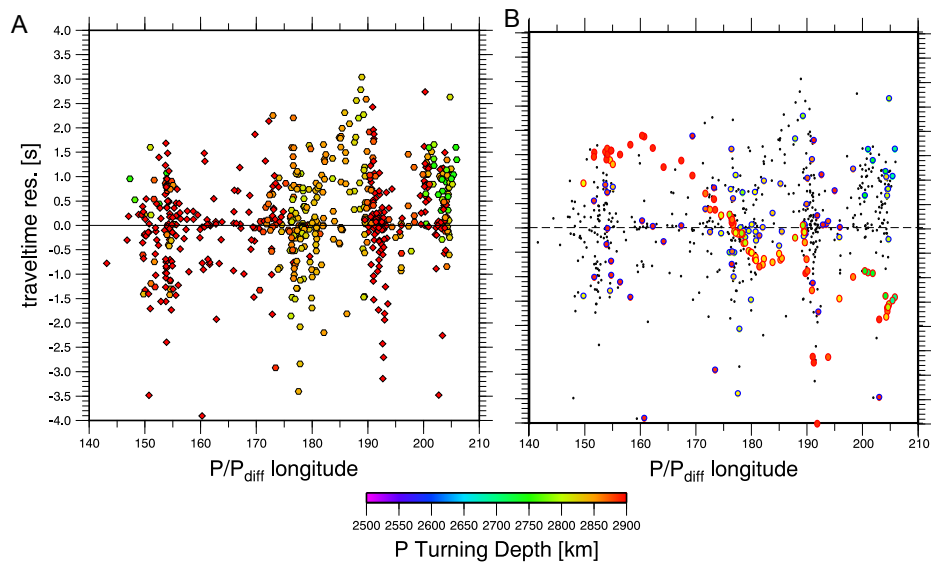 A
B
traveltime res. [s]
4.0
3.5
3.0
2.5
2.0
1.5
1.0
0.5
0.0
-0.5
-1.0
-1.5
-2.0
-2.5
-3.0
-3.5
-4.0
140 150 160 170 180 190 200 210
140 150 160 170 180 190 200 210
P/Pdiff longitude
P/Pdiff longitude
2500 2550 2600 2650 2700 2750 2800 2850 2900
P Turning Depth [km]